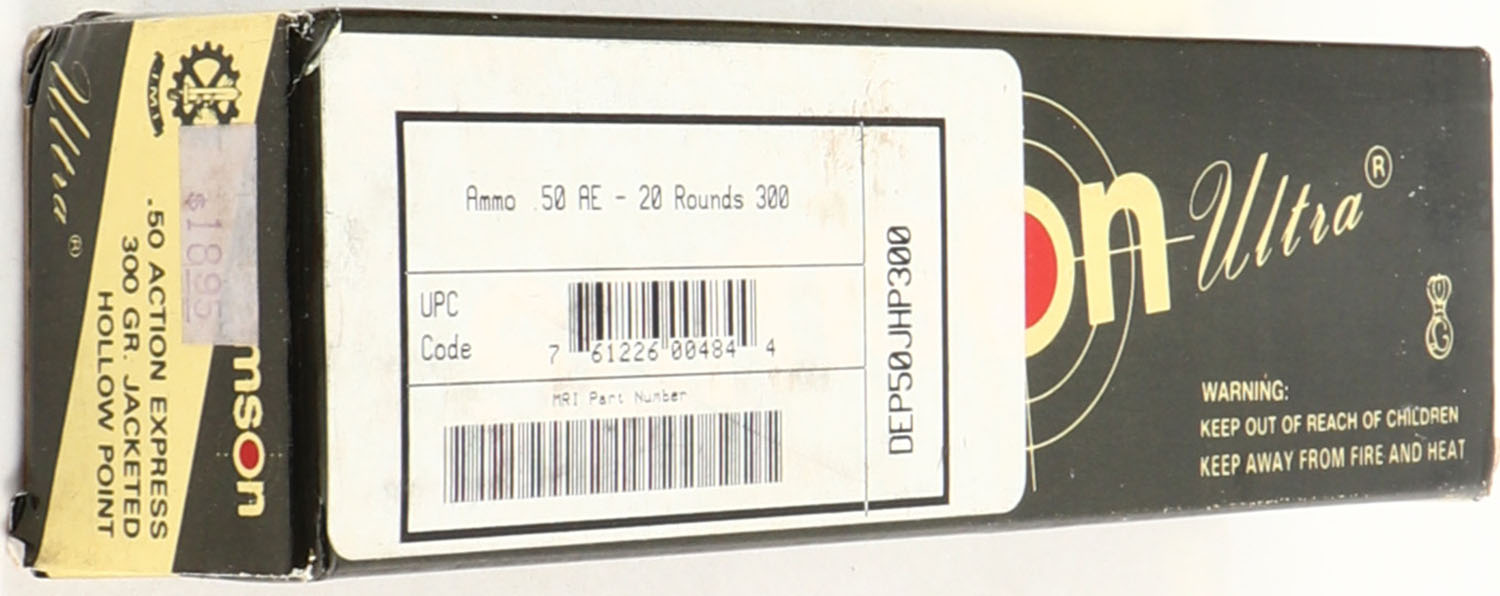 Ultra ®
.50 ACTION EXPRESS
300 GR. JACKETED
HOLLOW POINT
$18.95
mson
Ammo .50 AE - 20 Rounds 300
UPC
Code
7 61226 00484 4
MRI Part Number
DEP50JHP300
on Ultra ®
G
WARNING:
KEEP OUT OF REACH OF CHILDREN
KEEP AWAY FROM FIRE AND HEAT